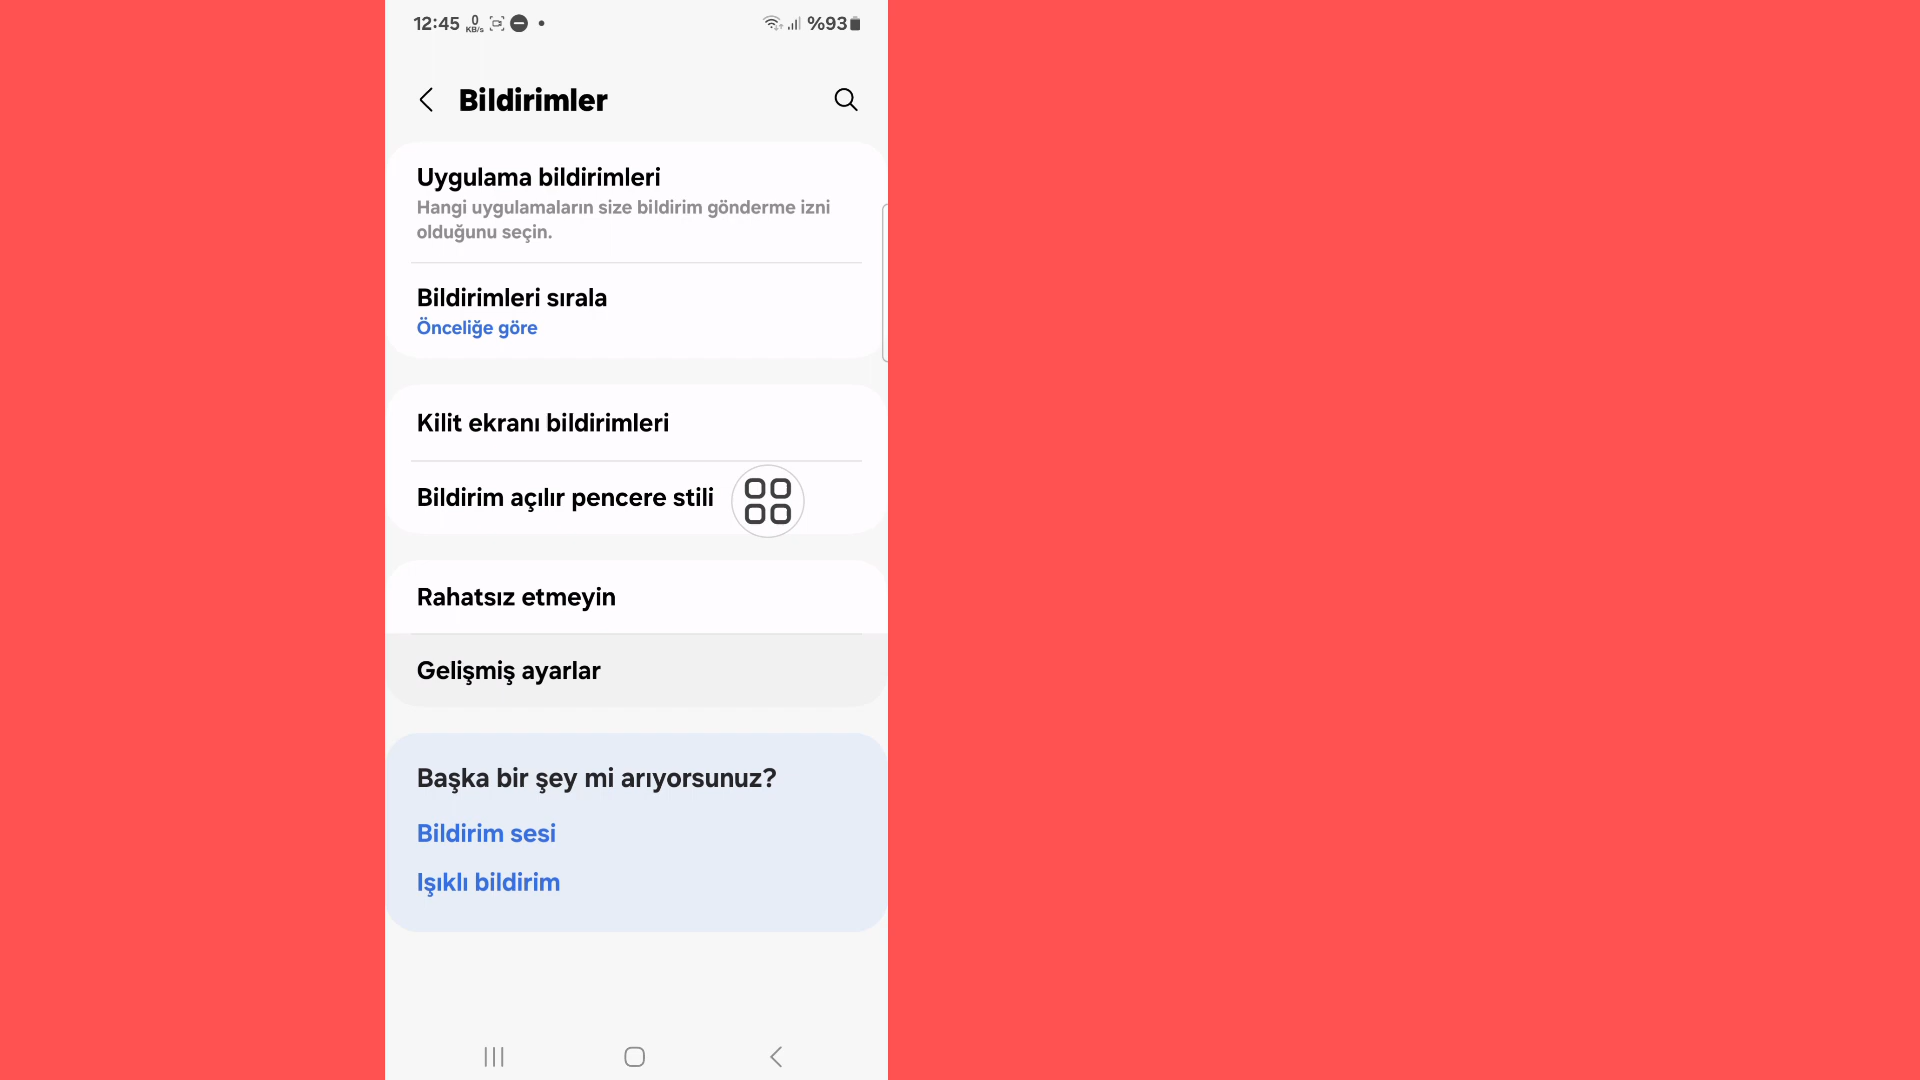 12:45 0 KB/s %93
Bildirimler
Uygulama bildirimleri
Hangi uygulamaların size bildirim gönderme izni
olduğunu seçin.
Bildirimleri sırala
Önceliğe göre
Kilit ekranı bildirimleri
Bildirim açılır pencere stili
Rahatsız etmeyin
Gelişmiş ayarlar
Başka bir şey mi arıyorsunuz?
Bildirim sesi
Işıklı bildirim